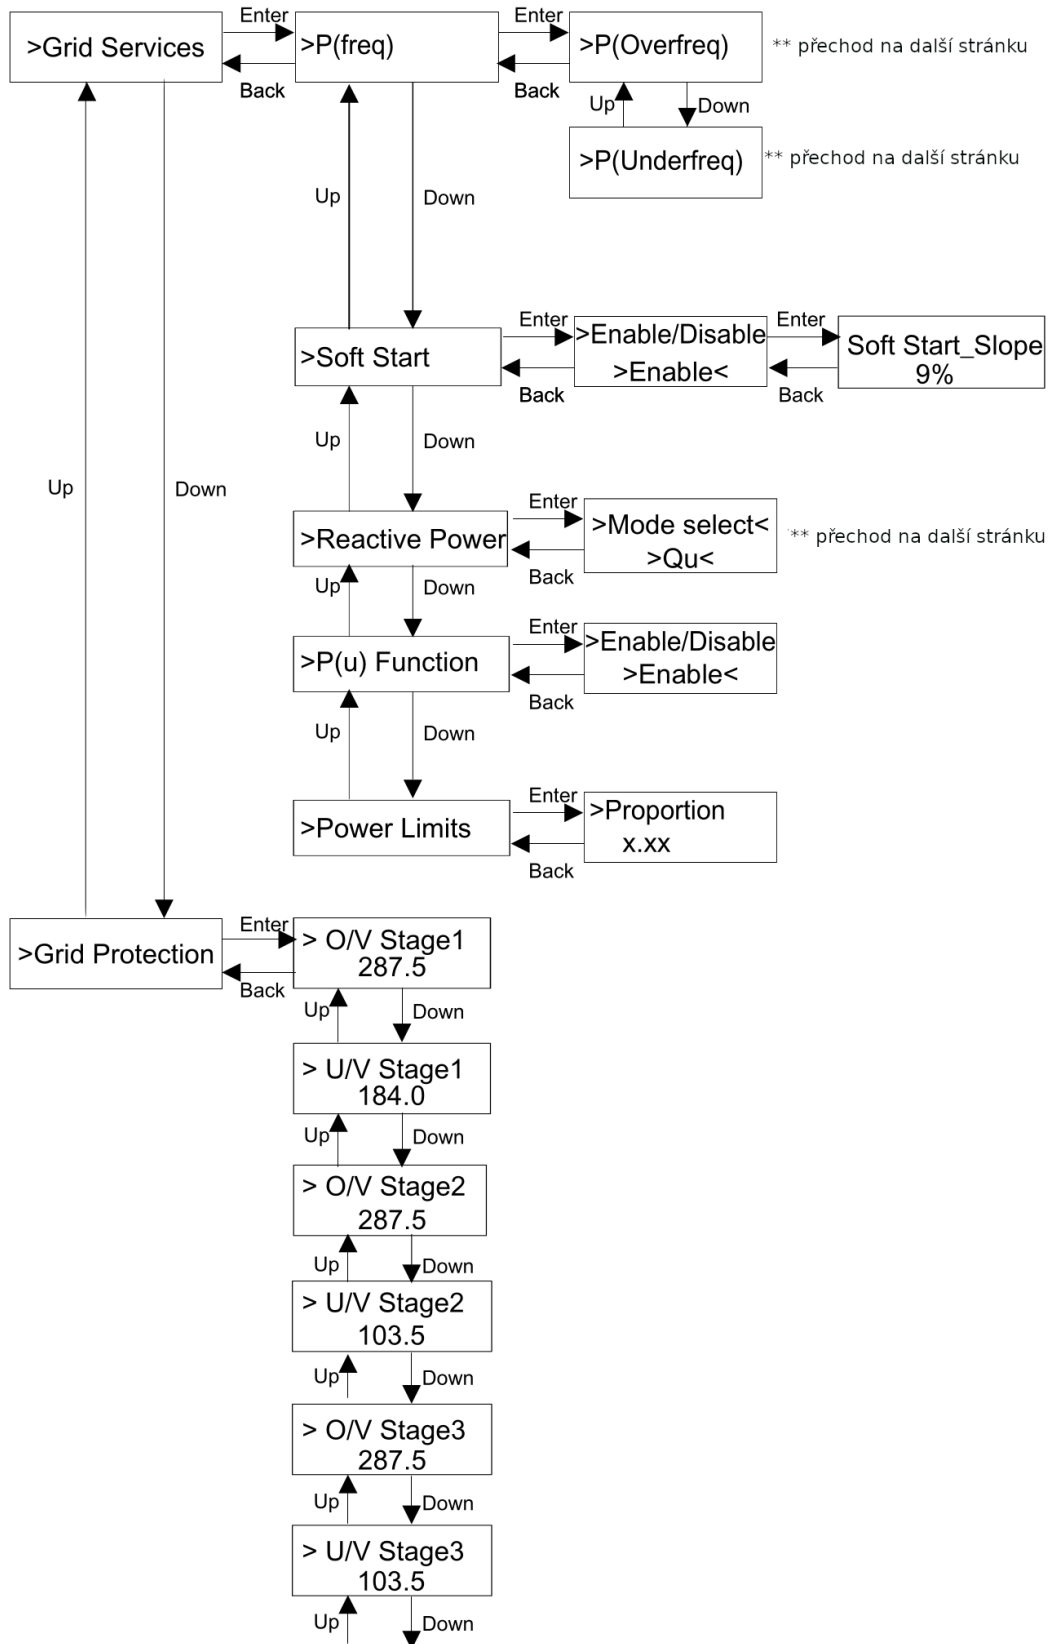 Enter
Enter
>Grid Services
>P(freq)
>P(Overfreq)
** přechod na další stránku
Back
Back
Up
Down
>P(Underfreq)
** přechod na další stránku
Up
Down
Enter
Enter
>Soft Start
>Enable/Disable
>Enable<
Soft Start_Slope
9%
Back
Back
Up
Down
Up
Down
Enter
>Reactive Power
>Mode select<
>Qu<
** přechod na další stránku
Back
Up
Down
Enter
>P(u) Function
>Enable/Disable
>Enable<
Back
Up
Down
Enter
>Power Limits
>Proportion
x.xx
Back
Enter
>Grid Protection
> O/V Stage1
287.5
Back
Up
Down
> U/V Stage1
184.0
Up
Down
> O/V Stage2
287.5
Up
Down
> U/V Stage2
103.5
Up
Down
> O/V Stage3
287.5
Up
Down
> U/V Stage3
103.5
Up
Down